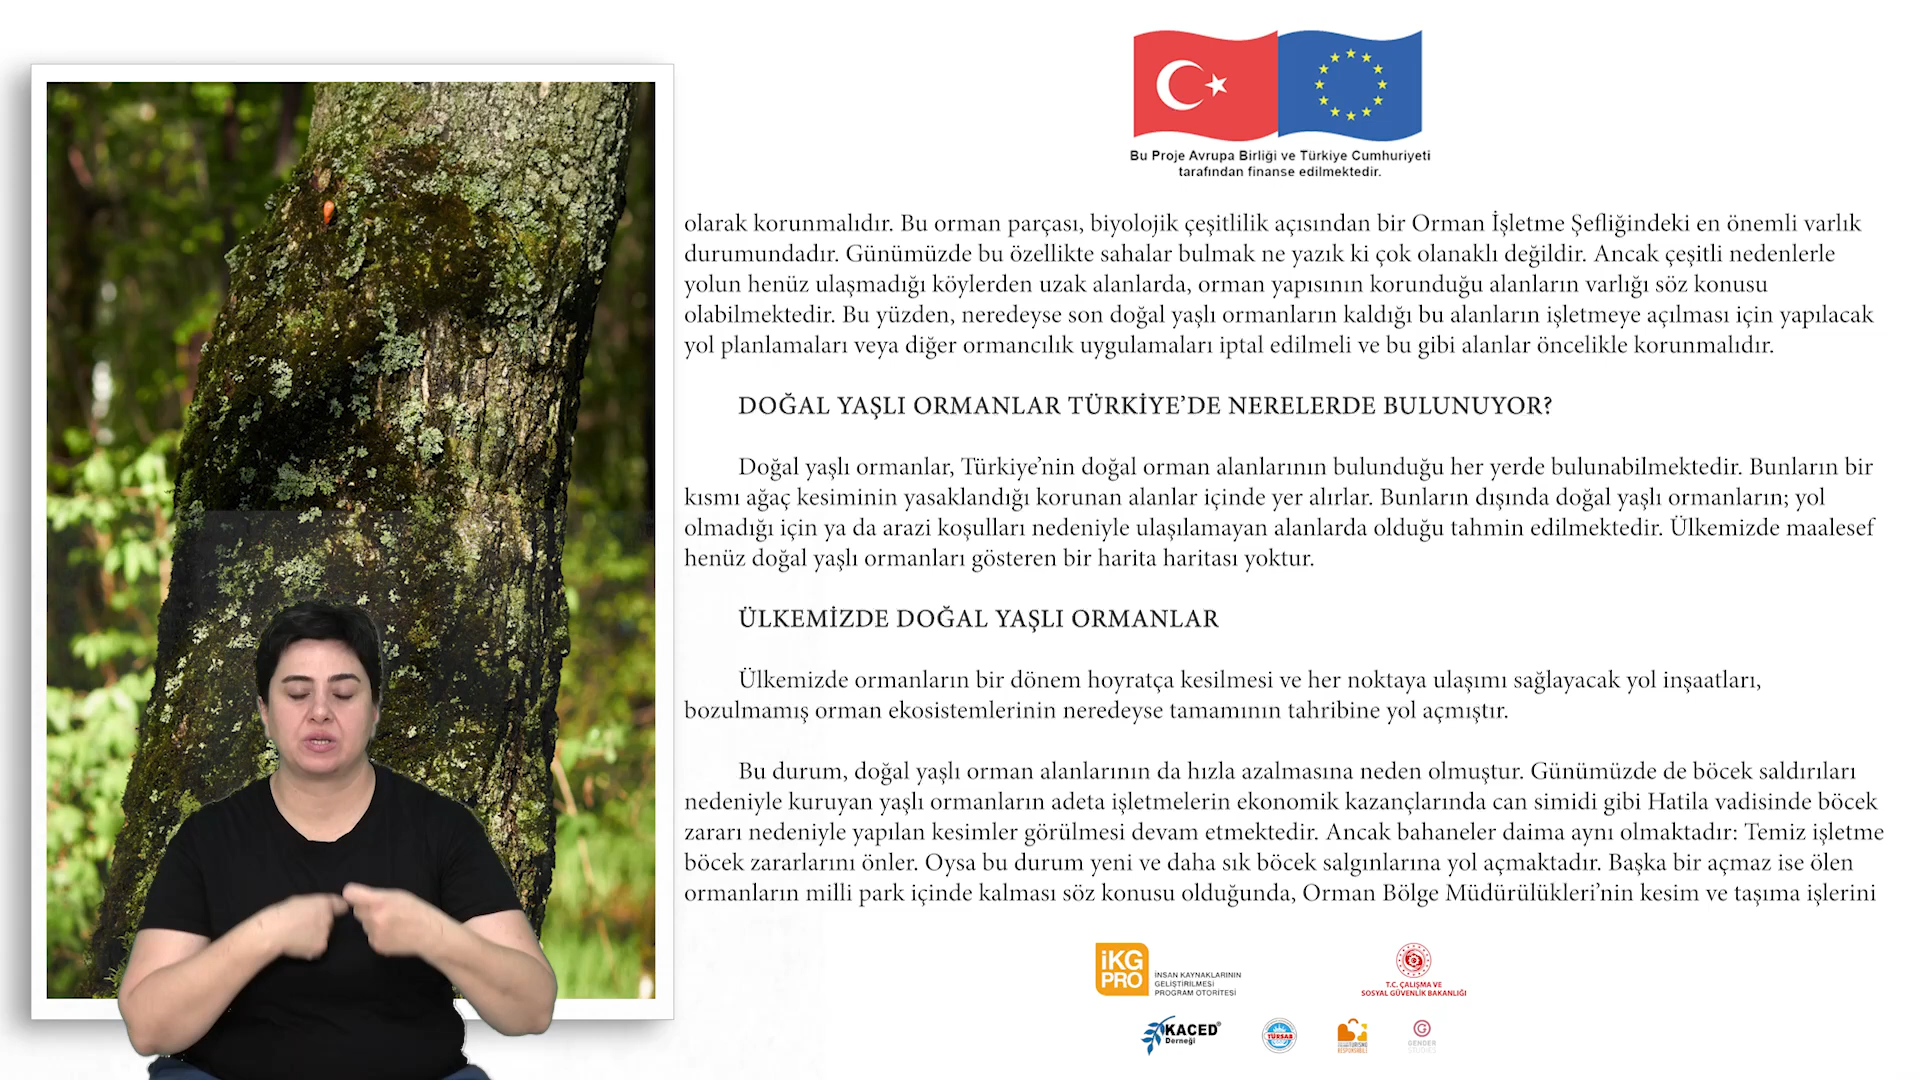 Bu Proje Avrupa Birliği ve Türkiye Cumhuriyeti
tarafından finanse edilmektedir.
olarak korunmalıdır. Bu orman parçası, biyolojik çeşitlilik açısından bir Orman İşletme Şefliğindeki en önemli varlık
durumundadır. Günümüzde bu özellikte sahalar bulmak ne yazık ki çok olanaklı değildir. Ancak çeşitli nedenlerle
yolun henüz ulaşmadığı köylerden uzak alanlarda, orman yapısının korunduğu alanların varlığı söz konusu
olabilmektedir. Bu yüzden, neredeyse son doğal yaşlı ormanların kaldığı bu alanların işletmeye açılması için yapılacak
yol planlamaları veya diğer ormancılık uygulamaları iptal edilmeli ve bu gibi alanlar öncelikle korunmalıdır.
DOĞAL YAŞLI ORMANLAR TÜRKİYE’DE NERELERDE BULUNUYOR?
Doğal yaşlı ormanlar, Türkiye’nin doğal orman alanlarının bulunduğu her yerde bulunabilmektedir. Bunların bir
kısmı ağaç kesiminin yasaklandığı korunan alanlar içinde yer alırlar. Bunların dışında doğal yaşlı ormanların; yol
olmadığı için ya da arazi koşulları nedeniyle ulaşılamayan alanlarda olduğu tahmin edilmektedir. Ülkemizde maalesef
henüz doğal yaşlı ormanları gösteren bir harita haritası yoktur.
ÜLKEMİZDE DOĞAL YAŞLI ORMANLAR
Ülkemizde ormanların bir dönem hoyratça kesilmesi ve her noktaya ulaşımı sağlayacak yol inşaatları,
bozulmamış orman ekosistemlerinin neredeyse tamamının tahribine yol açmıştır.
Bu durum, doğal yaşlı orman alanlarının da hızla azalmasına neden olmuştur. Günümüzde de böcek saldırıları
nedeniyle kuruyan yaşlı ormanların adeta işletmelerin ekonomik kazançlarında can simidi gibi Hatila vadisinde böcek
zararı nedeniyle yapılan kesimler görülmesi devam etmektedir. Ancak bahaneler daima aynı olmaktadır: Temiz işletme
böcek zararlarını önler. Oysa bu durum yeni ve daha sık böcek salgınlarına yol açmaktadır. Başka bir açmaz ise ölen
ormanların milli park içinde kalması söz konusu olduğunda, Orman Bölge Müdürülükleri’nin kesim ve taşıma işlerini
iKG
PRO
İNSAN KAYNAKLARININ
GELİŞTİRİLMESİ
PROGRAM OTORİTESİ
T.C. ÇALIŞMA VE
SOSYAL GÜVENLİK BAKANLIĞI
KACED®
Derneği
TÜRSAB
GENDER
STUDIES